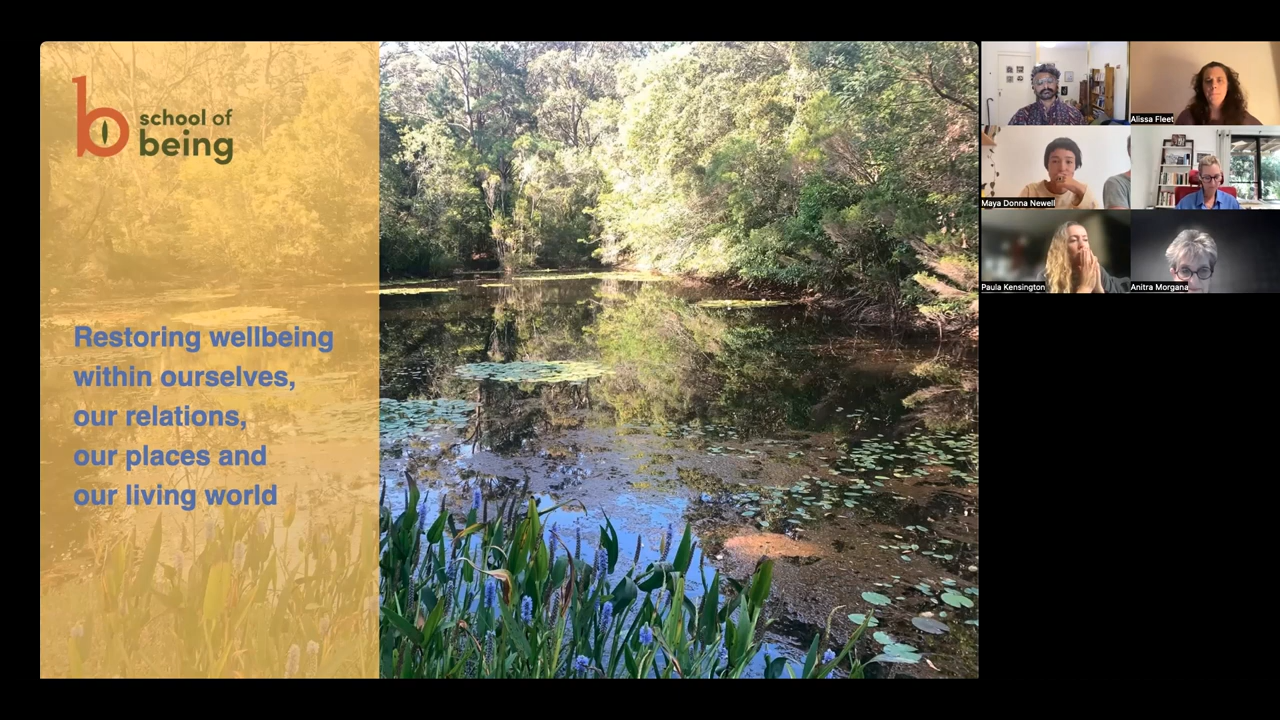 b school of
being
Restoring wellbeing
within ourselves,
our relations,
our places and
our living world
Alissa Fleet
Maya Donna Newell
Paula Kensington
Anitra Morgana